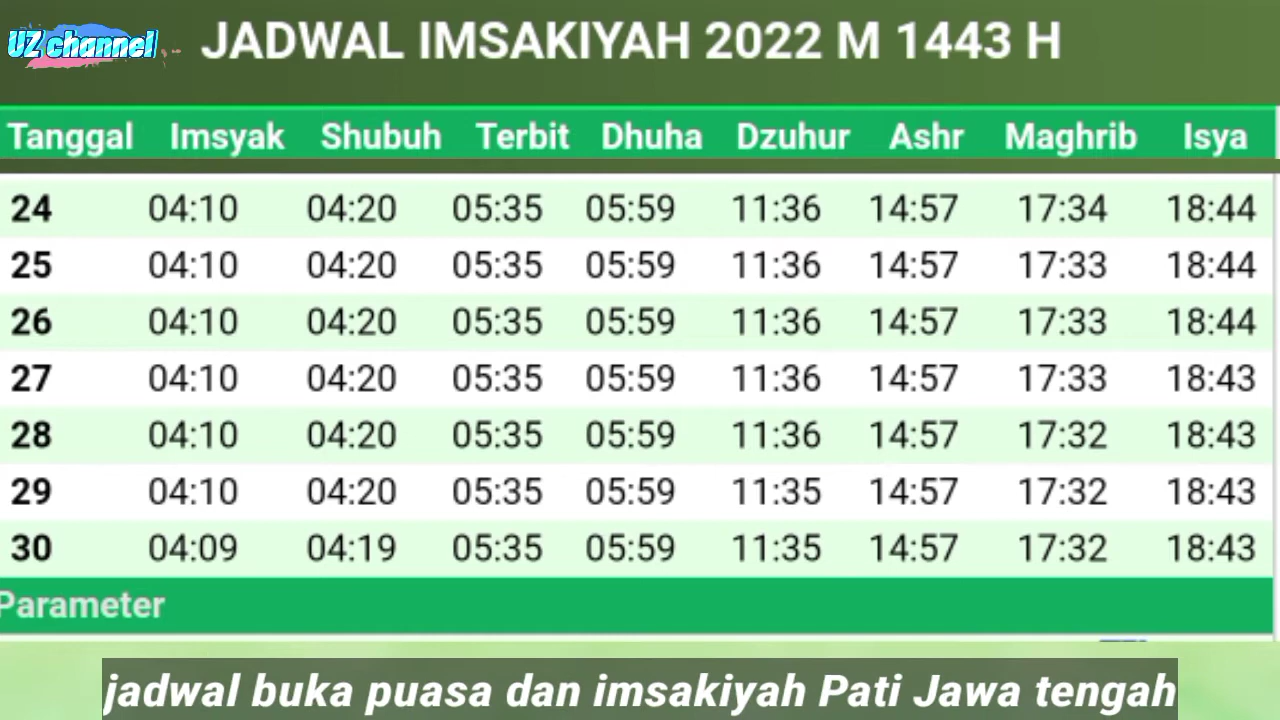 UZ channel
JADWAL IMSAKIYAH 2022 M 1443 H
Tanggal Imsyak Shubuh Terbit Dhuha Dzuhur Ashr Maghrib Isya
24 04:10 04:20 05:35 05:59 11:36 14:57 17:34 18:44
25 04:10 04:20 05:35 05:59 11:36 14:57 17:33 18:44
26 04:10 04:20 05:35 05:59 11:36 14:57 17:33 18:44
27 04:10 04:20 05:35 05:59 11:36 14:57 17:33 18:43
28 04:10 04:20 05:35 05:59 11:36 14:57 17:32 18:43
29 04:10 04:20 05:35 05:59 11:35 14:57 17:32 18:43
30 04:09 04:19 05:35 05:59 11:35 14:57 17:32 18:43
Parameter
jadwal buka puasa dan imsakiyah Pati Jawa tengah